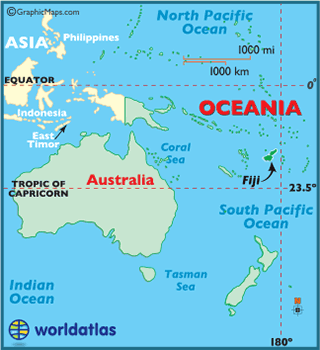 ©GraphicMaps.com
North Pacific
Ocean
ASIA
Philippines
1000 mi
1000 km
EQUATOR
0°
OCEANIA
Indonesia
East
Timor
Coral
Sea
Fiji
TROPIC OF
CAPRICORN
Australia
23.5°
South Pacific
Ocean
Indian
Ocean
Tasman
Sea
worldatlas
180°